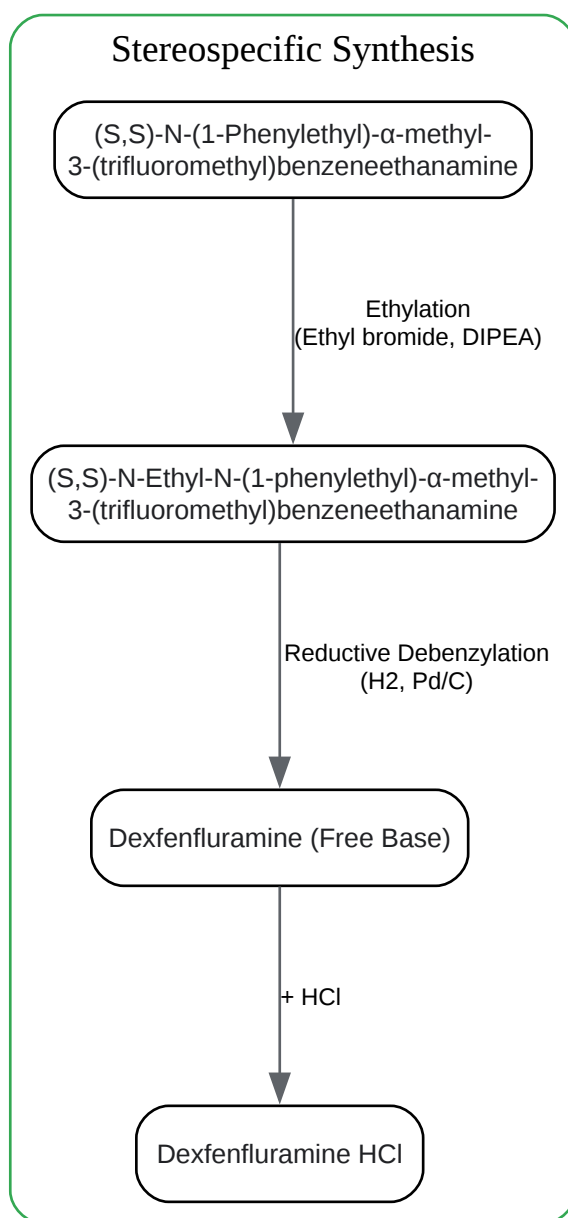 Stereospecific Synthesis
(S,S)-N-(1-Phenylethyl)-α-methyl-
3-(trifluoromethyl)benzeneethanamine
Ethylation
(Ethyl bromide, DIPEA)
(S,S)-N-Ethyl-N-(1-phenylethyl)-α-methyl-
3-(trifluoromethyl)benzeneethanamine
Reductive Debenzylation
(H2, Pd/C)
Dexfenfluramine (Free Base)
+ HCl
Dexfenfluramine HCl